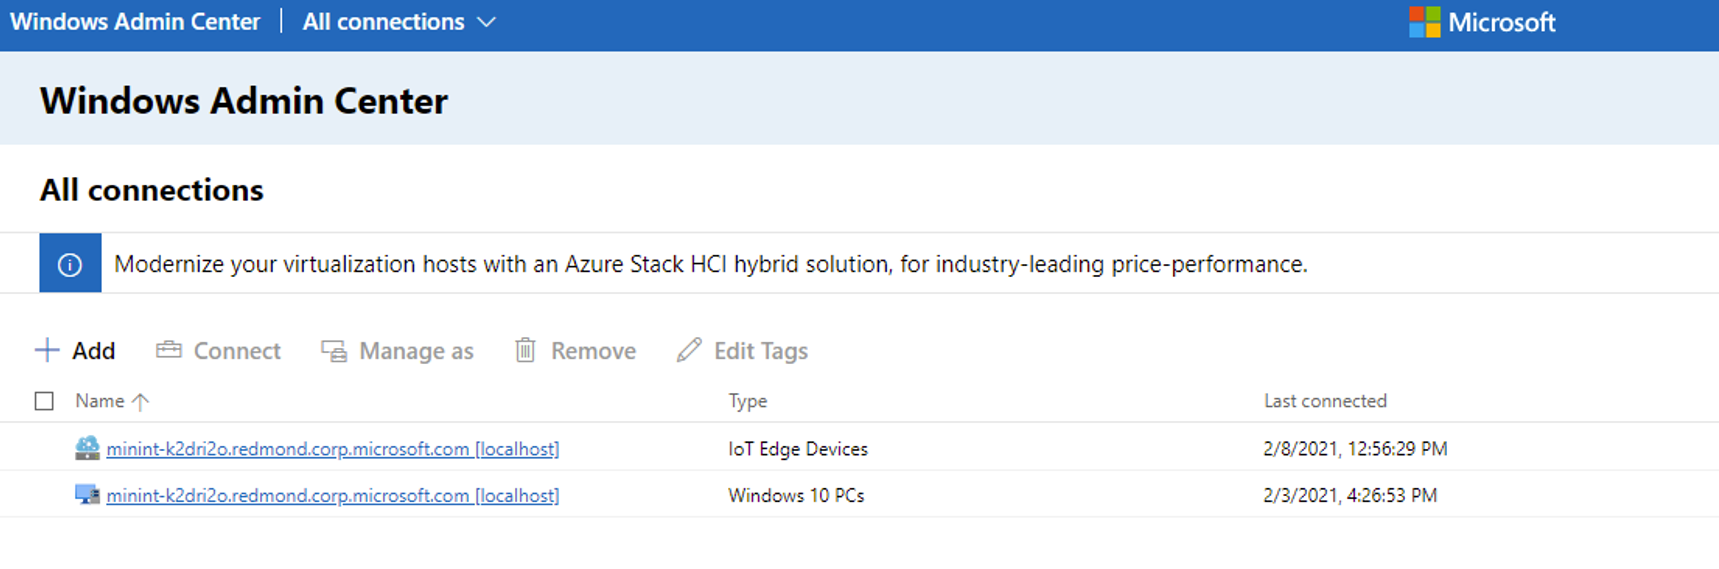 Windows Admin Center | All connections
Microsoft
Windows Admin Center
All connections
Modernize your virtualization hosts with an Azure Stack HCI hybrid solution, for industry-leading price-performance.
Add Connect Manage as Remove Edit Tags
Name Type Last connected
minint-k2dri2o.redmond.corp.microsoft.com [localhost] IoT Edge Devices 2/8/2021, 12:56:29 PM
minint-k2dri2o.redmond.corp.microsoft.com [localhost] Windows 10 PCs 2/3/2021, 4:26:53 PM